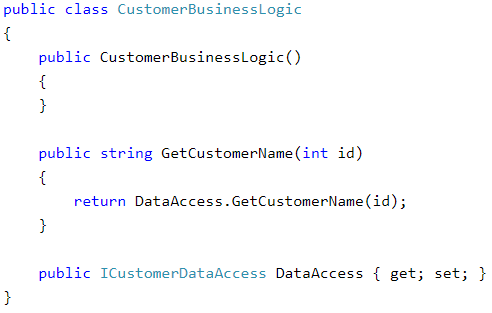 public class CustomerBusinessLogic
{
    public CustomerBusinessLogic()
    {
    }

    public string GetCustomerName(int id)
    {
        return DataAccess.GetCustomerName(id);
    }

    public ICustomerDataAccess DataAccess { get; set; }
}